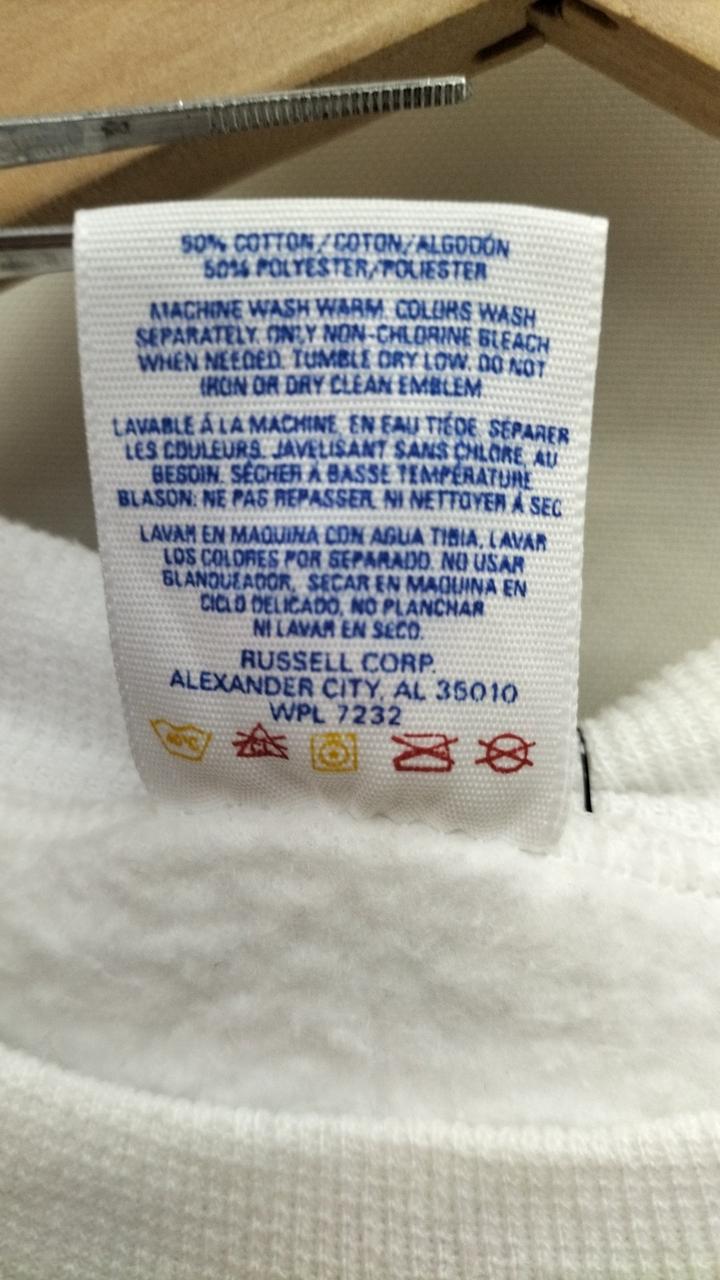 50% COTTON/COTON/ALGODÓN
50% POLYESTER/POLIESTER
MACHINE WASH WARM. COLORS WASH
SEPARATELY. ONLY NON-CHLORINE BLEACH
WHEN NEEDED. TUMBLE DRY LOW. DO NOT
IRON OR DRY CLEAN EMBLEM
LAVABLE Á LA MACHINE, EN EAU TIÉDE, SÉPARER
LES COULEURS. JAVELISANT SANS CHLORE, AU
BESOIN. SÉCHER Á BASSE TEMPÉRATURE.
BLASON: NE PAS REPASSER, NI NETTOYER Á SEC
LAVAR EN MAQUINA CON AGUA TIBIA, LAVAR
LOS COLORES POR SEPARADO. NO USAR
BLANQUEADOR, SECAR EN MAQUINA EN
CICLO DELICADO, NO PLANCHAR
NI LAVAR EN SECO.
RUSSELL CORP.
ALEXANDER CITY, AL 35010
WPL 7232
40°C CL